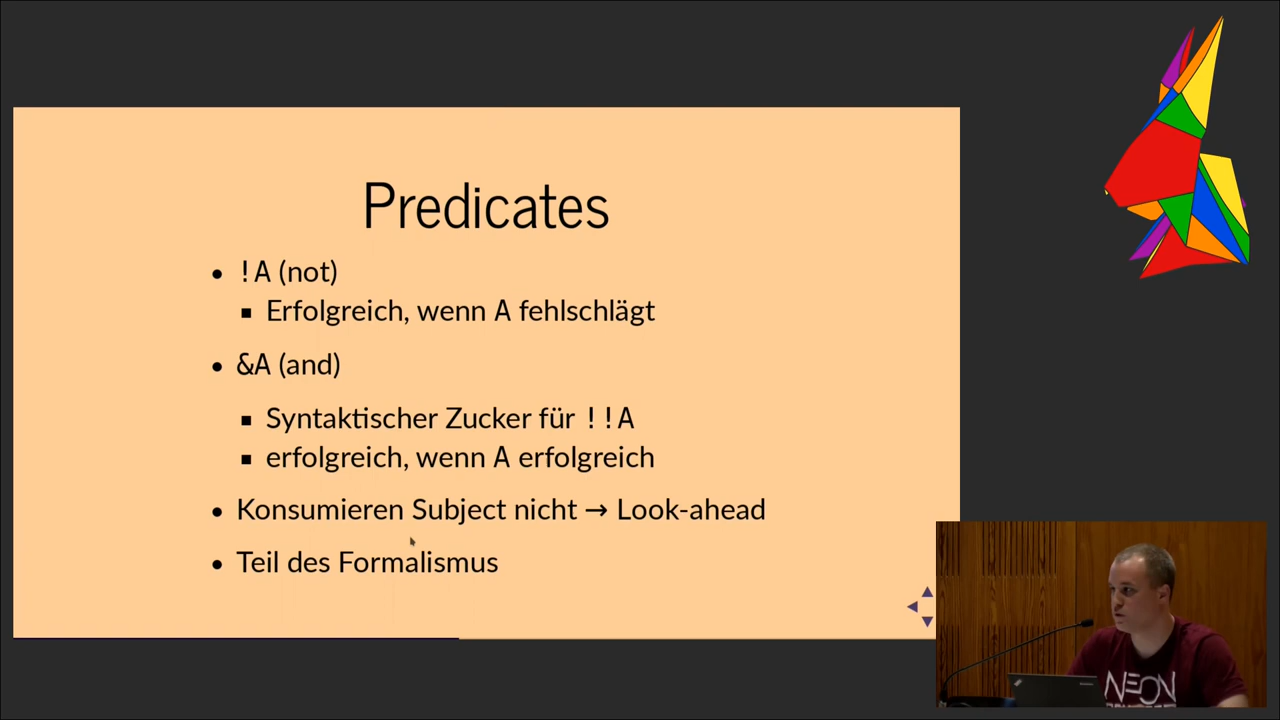 Predicates
• !A (not)
▪ Erfolgreich, wenn A fehlschlägt
• &A (and)
▪ Syntaktischer Zucker für !!A
▪ erfolgreich, wenn A erfolgreich
• Konsumieren Subject nicht → Look-ahead
• Teil des Formalismus
NEON